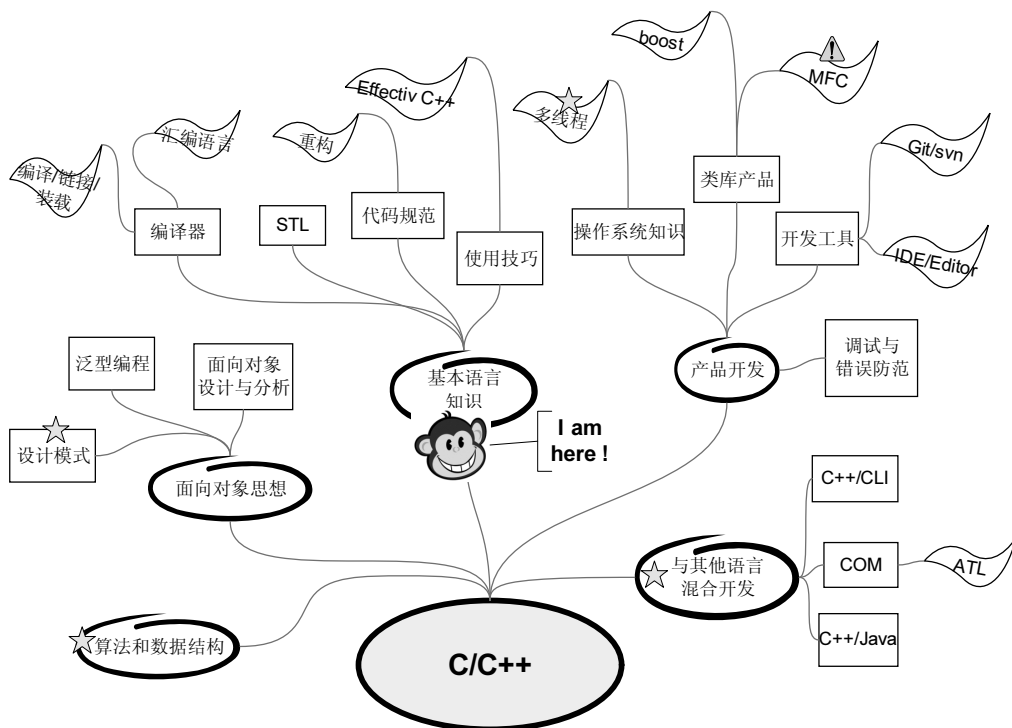 boost
MFC
Effectiv C++
多线程
Git/svn
汇编语言
重构
编译/链接/
装载
类库产品
编译器
STL
代码规范
操作系统知识
开发工具
使用技巧
IDE/Editor
泛型编程
面向对象
设计与分析
基本语言
知识
产品开发
调试与
错误防范
设计模式
I am
here !
面向对象思想
C++/CLI
与其他语言
混合开发
COM
ATL
算法和数据结构
C++/Java
C/C++